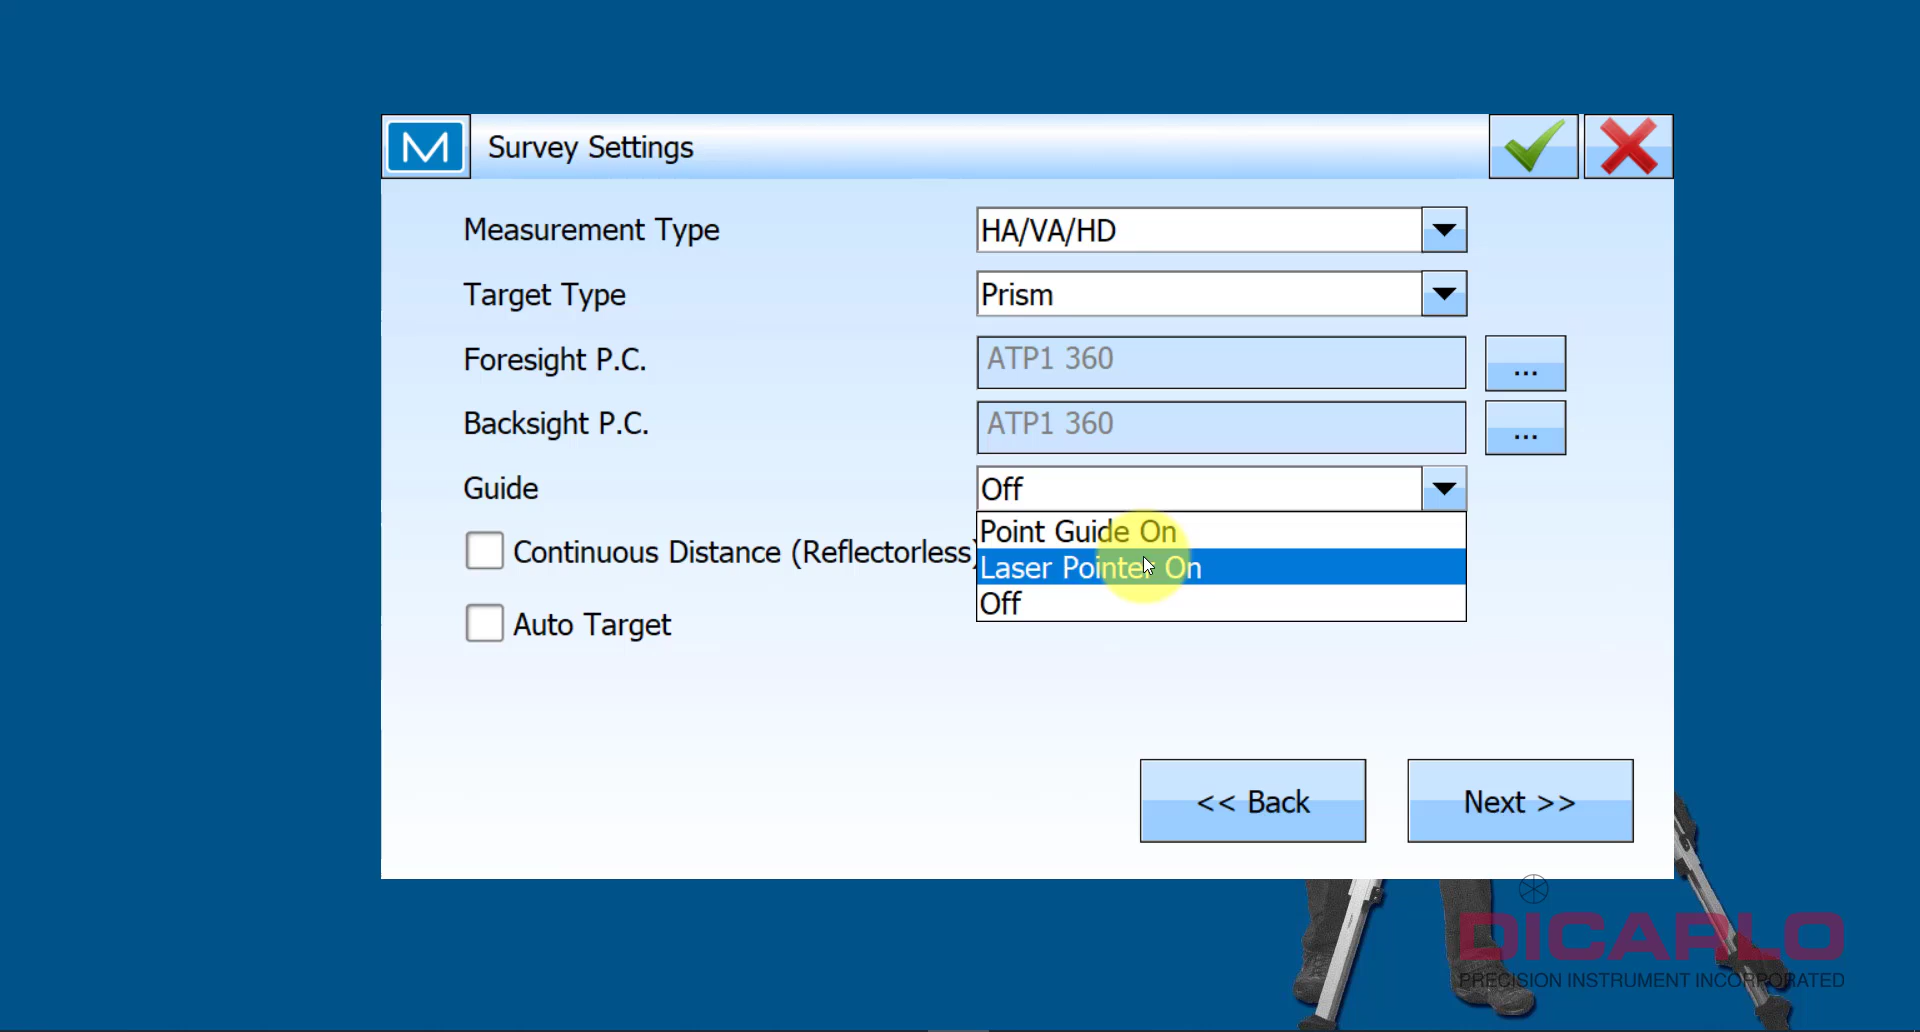 M Survey Settings
Measurement Type HA/VA/HD
Target Type Prism
Foresight P.C. ATP1 360 ...
Backsight P.C. ATP1 360 ...
Guide Off
Point Guide On
Continuous Distance (Reflectorless)
Laser Pointer On
Off
Auto Target
<< Back Next >>
DICARLO
PRECISION INSTRUMENT INCORPORATED